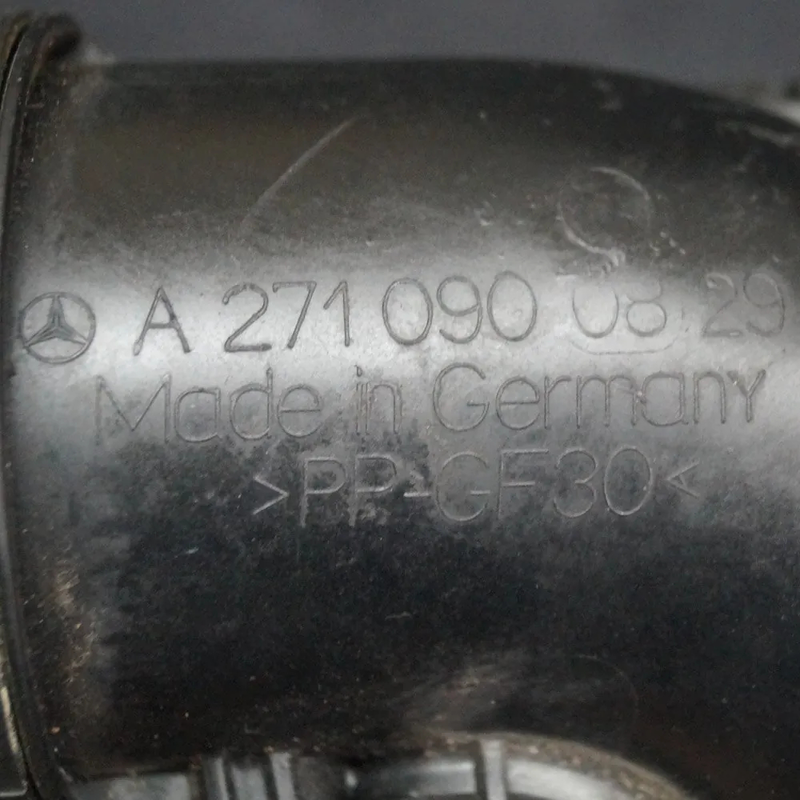 A 271 090 08 29
Made in Germany
>PP-GF30<